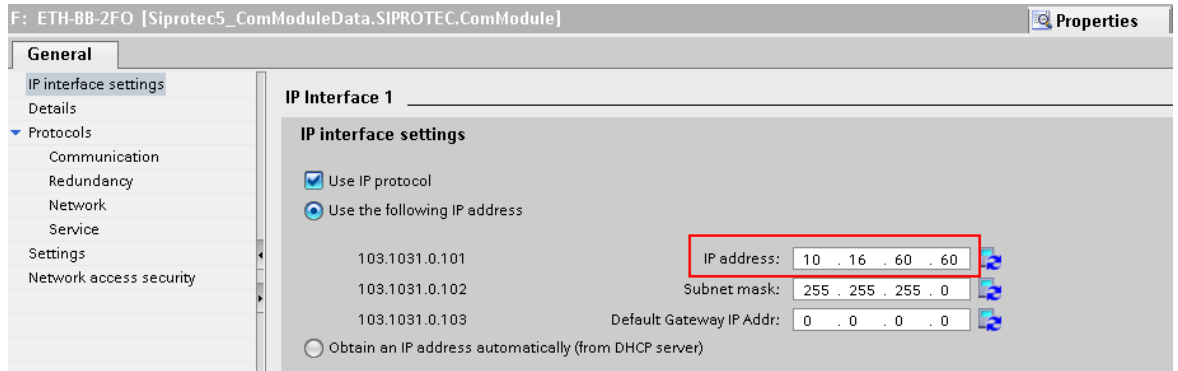 F: ETH-BB-2FO [Siprotec5_ComModuleData.SIPROTEC.ComModule]
Properties
General
IP interface settings
Details
Protocols
Communication
Redundancy
Network
Service
Settings
Network access security
IP Interface 1
IP interface settings
Use IP protocol
Use the following IP address
103.1031.0.101 IP address: 10 . 16 . 60 . 60
103.1031.0.102 Subnet mask: 255 . 255 . 255 . 0
103.1031.0.103 Default Gateway IP Addr: 0 . 0 . 0 . 0
Obtain an IP address automatically (from DHCP server)